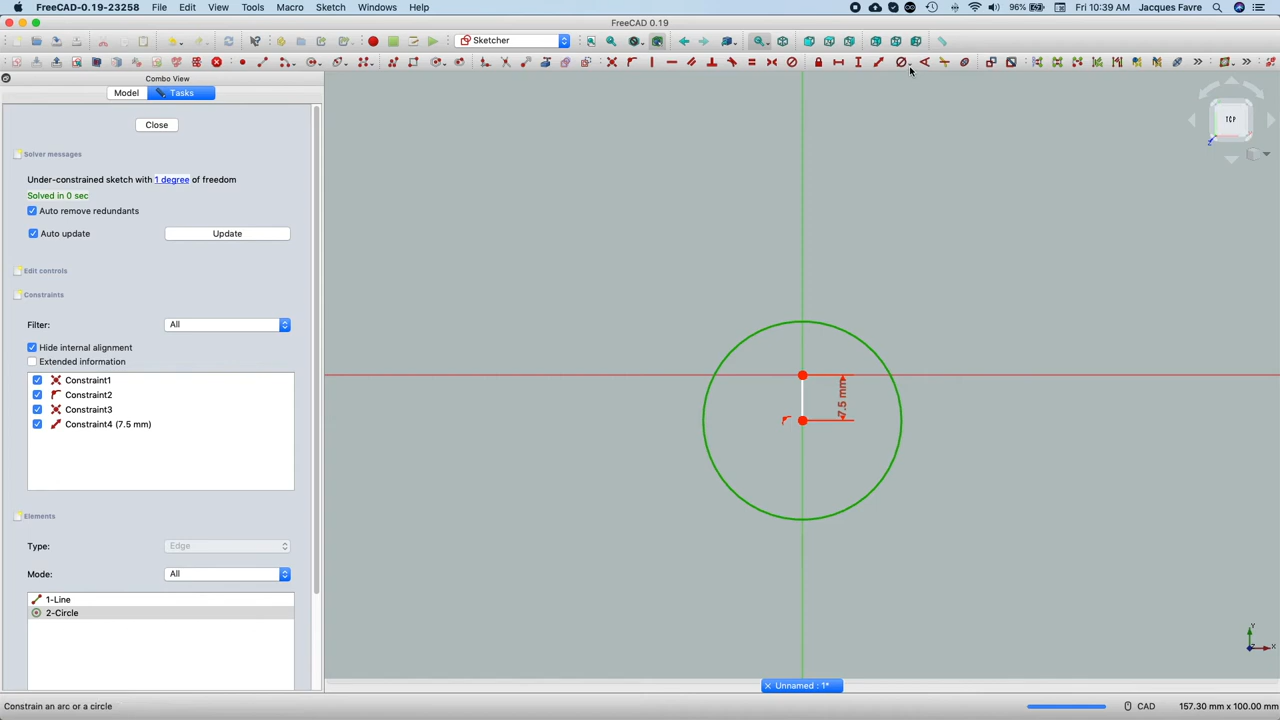 FreeCAD-0.19-23258 File Edit View Tools Macro Sketch Windows Help 96% Fri 10:39 AM Jacques Favre
FreeCAD 0.19
Sketcher
Combo View
Model Tasks
Close
Solver messages
Under-constrained sketch with 1 degree of freedom
Solved in 0 sec
Auto remove redundants
Auto update Update
Edit controls
Constraints
Filter: All
Hide internal alignment
Extended information
Constraint1
Constraint2
Constraint3
Constraint4 (7.5 mm)
Elements
Type: Edge
Mode: All
1-Line
2-Circle
TOP
7.5 mm
Y
X
Z
Unnamed : 1*
Constrain an arc or a circle CAD 157.30 mm x 100.00 mm